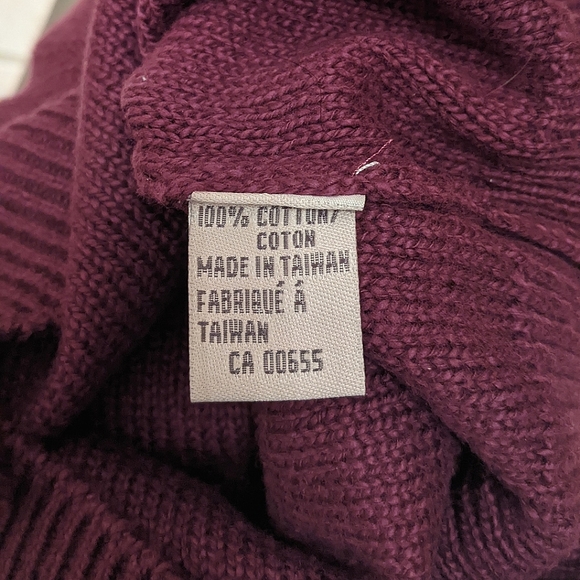 100% COTTON/
COTON
MADE IN TAIWAN
FABRIQUÉ Á
TAIWAN
CA 00655